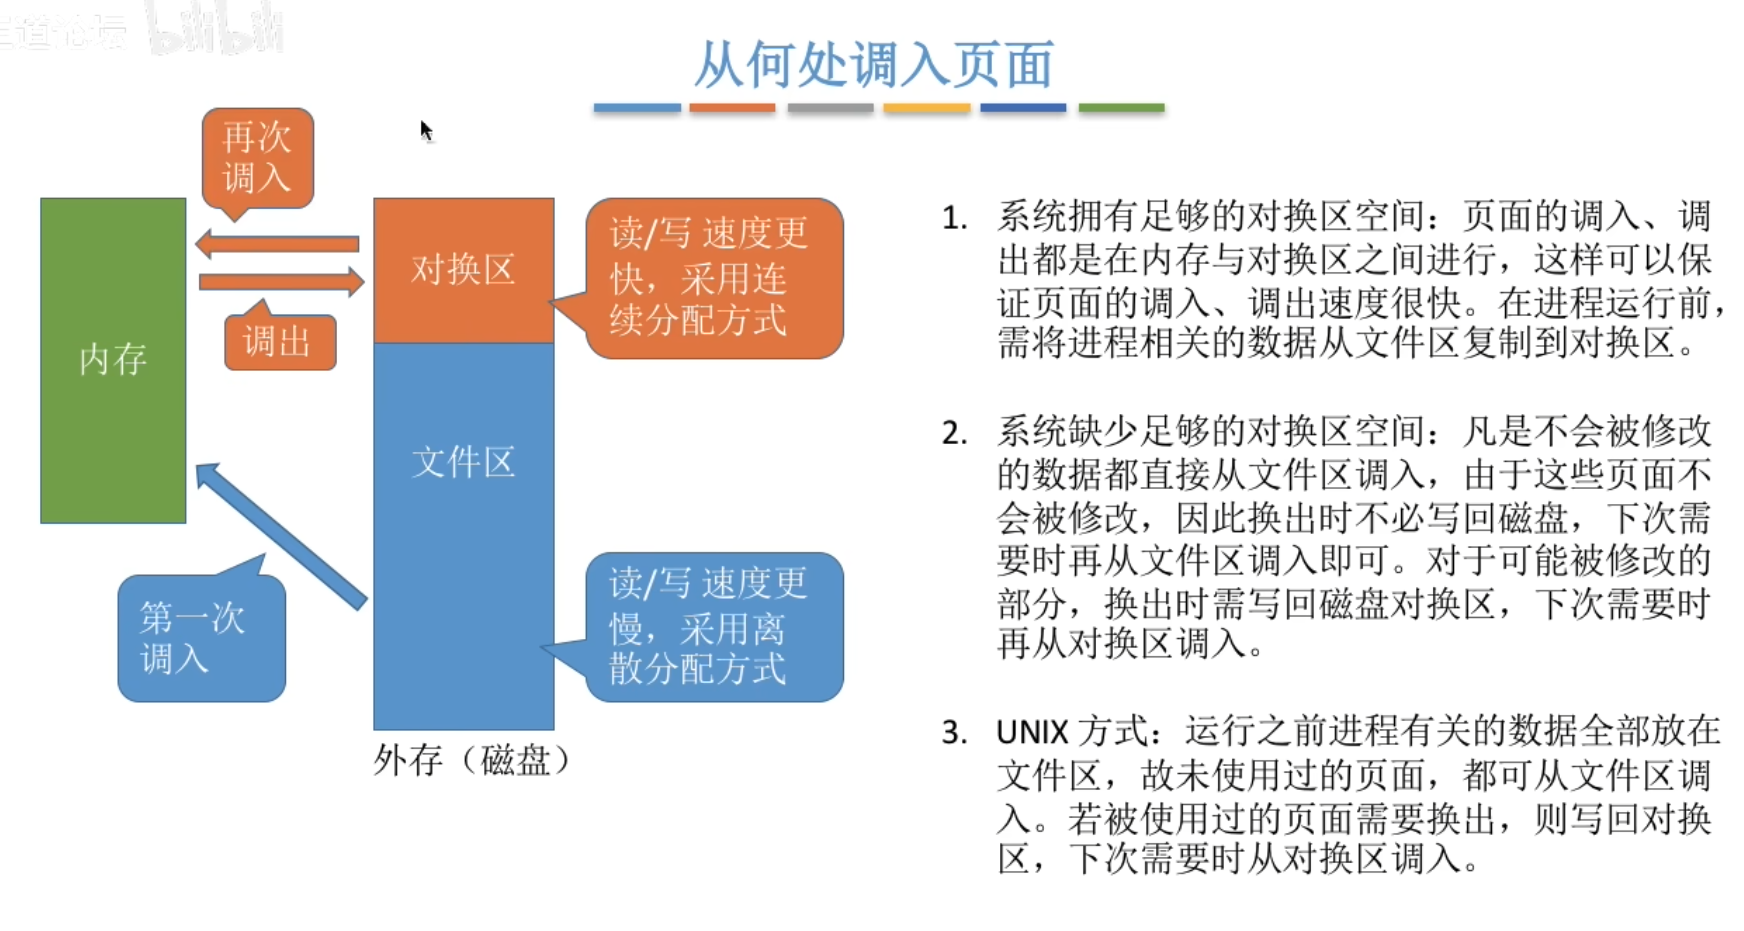 道论坛 bilibili
从何处调入页面
再次
调入
调出
内存
对换区
文件区
读/写 速度更
快，采用连
续分配方式
第一次
调入
读/写 速度更
慢，采用离
散分配方式
外存（磁盘）
1. 系统拥有足够的对换区空间：页面的调入、调
出都是在内存与对换区之间进行，这样可以保
证页面的调入、调出速度很快。在进程运行前，
需将进程相关的数据从文件区复制到对换区。
2. 系统缺少足够的对换区空间：凡是不会被修改
的数据都直接从文件区调入，由于这些页面不
会被修改，因此换出时不必写回磁盘，下次需
要时再从文件区调入即可。对于可能被修改的
部分，换出时需写回磁盘对换区，下次需要时
再从对换区调入。
3. UNIX 方式：运行之前进程有关的数据全部放在
文件区，故未使用过的页面，都可从文件区调
入。若被使用过的页面需要换出，则写回对换
区，下次需要时从对换区调入。